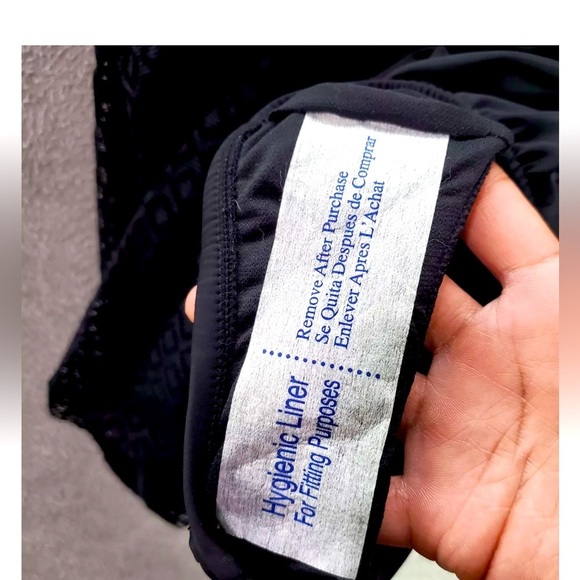 Hygienic Liner
For Fitting Purposes
Remove After Purchase
Se Quita Despues de Comprar
Enlever Apres L'Achat